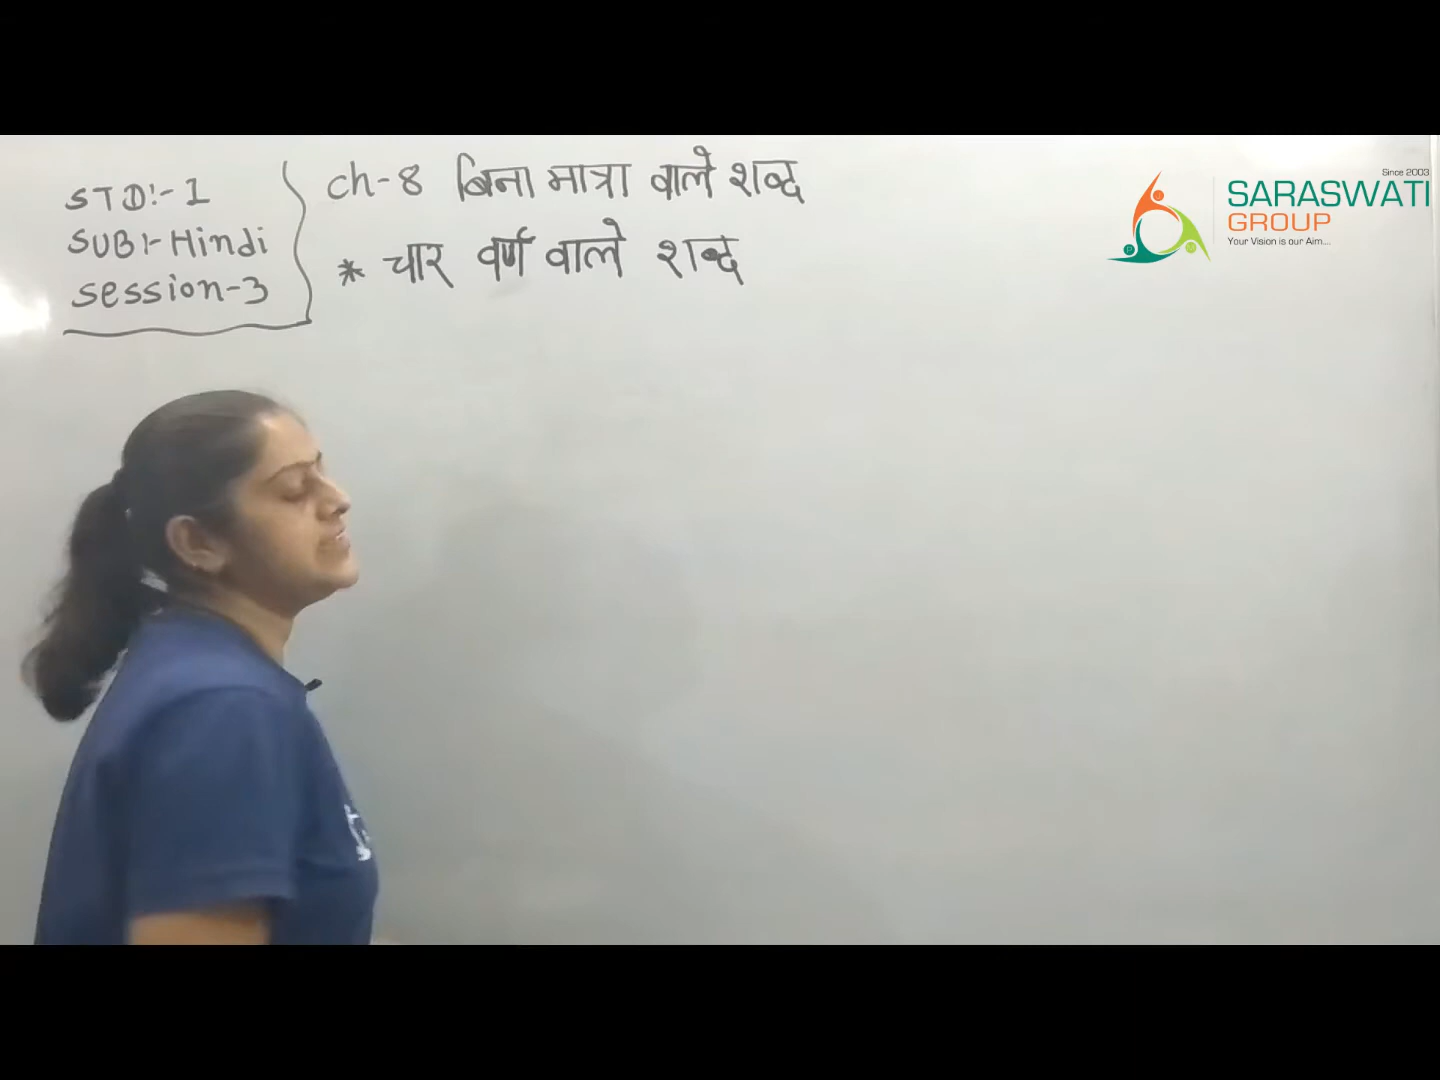 STD:- 1
SUB:- Hindi
Session-3
ch-8 बिना मात्रा वाले शब्द
* चार वर्ण वाले शब्द
Since 2003
SARASWATI
GROUP
Your Vision is our Aim....